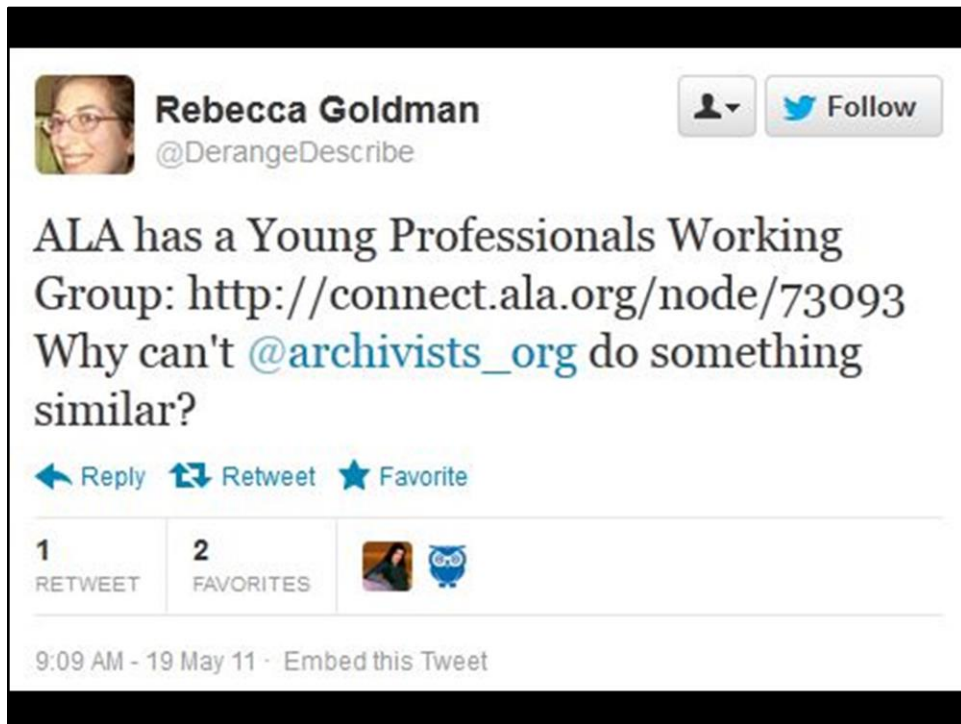 Rebecca Goldman
@DerangeDescribe
Follow
ALA has a Young Professionals Working
Group: http://connect.ala.org/node/73093
Why can't @archivists_org do something
similar?
Reply Retweet Favorite
1 2
RETWEET FAVORITES
9:09 AM - 19 May 11 · Embed this Tweet